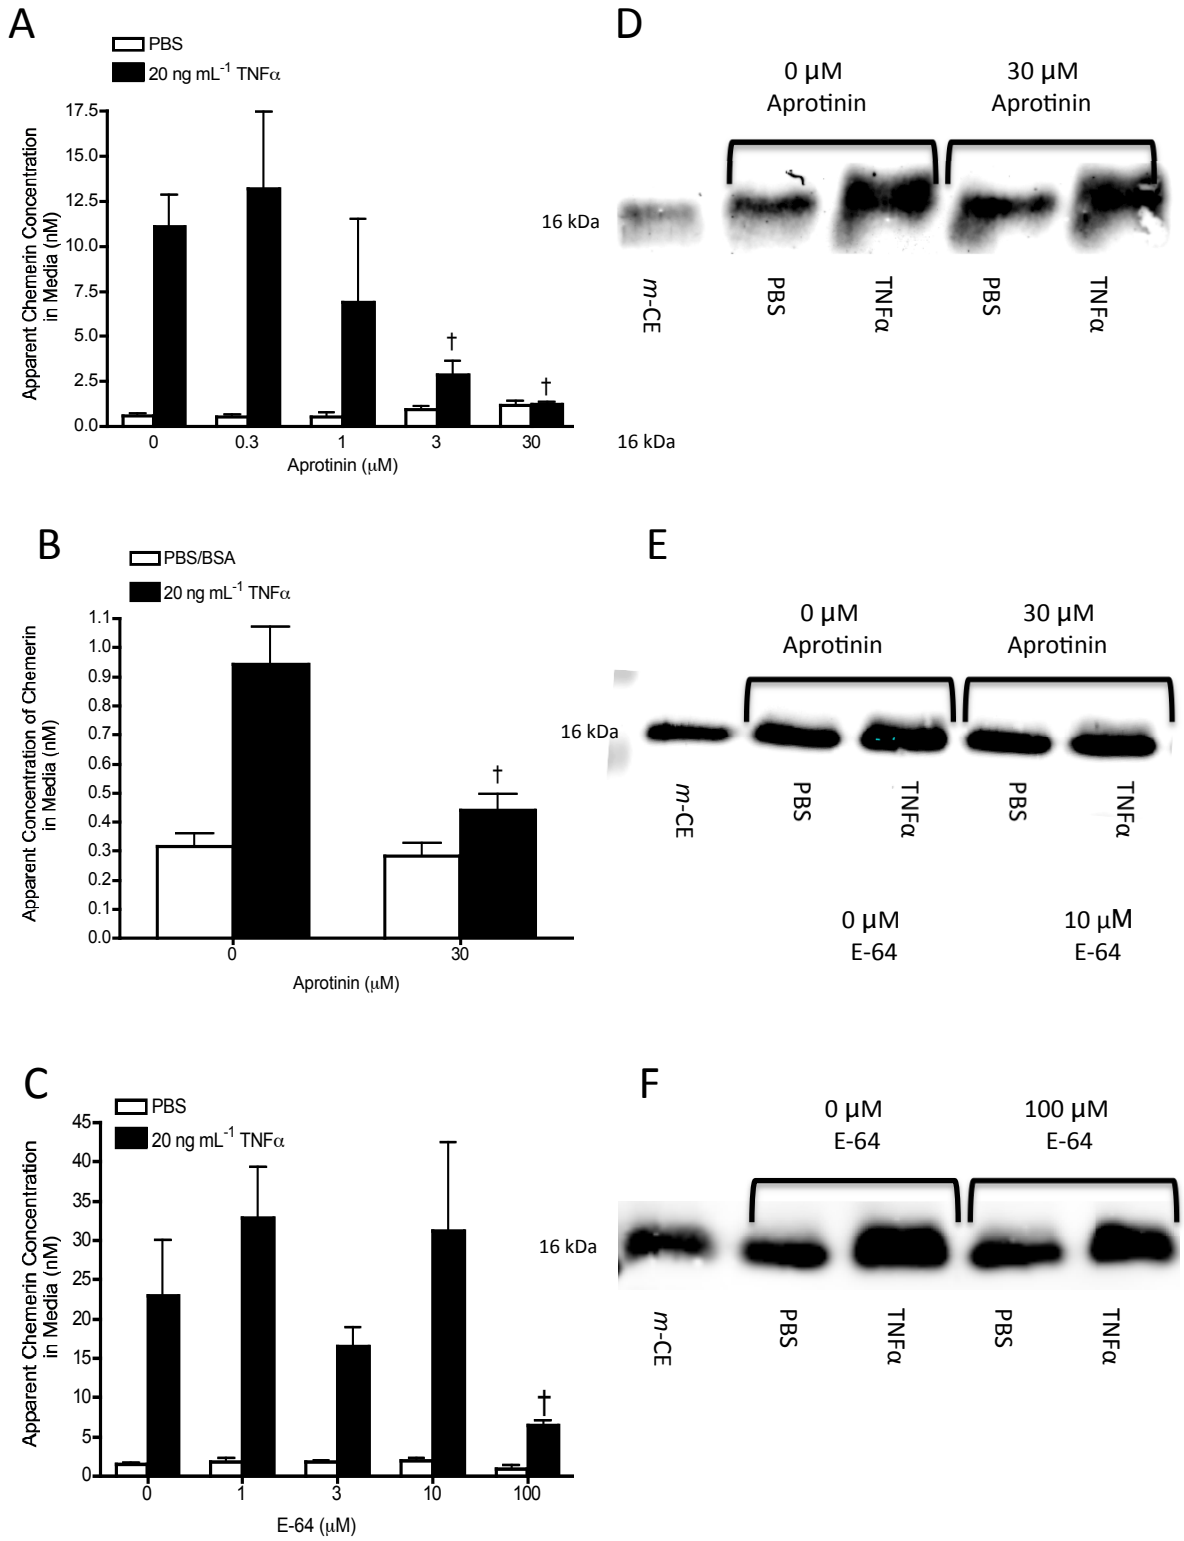 A
PBS
20 ng mL-1 TNFα
Apparent Chemerin Concentration
in Media (nM)
17.5
15.0
12.5
10.0
7.5
5.0
2.5
0.0
†
†
0 0.3 1 3 30
Aprotinin (μM)
B
PBS/BSA
20 ng mL-1 TNFα
Apparent Concentration of Chemerin
in Media (nM)
1.1
1.0
0.9
0.8
0.7
0.6
0.5
0.4
0.3
0.2
0.1
0.0
†
0 30
Aprotinin (μM)
C
PBS
20 ng mL-1 TNFα
Apparent Chemerin Concentration
in Media (nM)
45
40
35
30
25
20
15
10
5
0
†
0 1 3 10 100
E-64 (μM)
D
0 μM 30 μM
Aprotinin Aprotinin
16 kDa
m-CE PBS TNFα PBS TNFα
16 kDa
E
0 μM 30 μM
Aprotinin Aprotinin
16 kDa
m-CE PBS TNFα PBS TNFα
0 μM 10 μM
E-64 E-64
F
0 μM 100 μM
E-64 E-64
16 kDa
m-CE PBS TNFα PBS TNFα